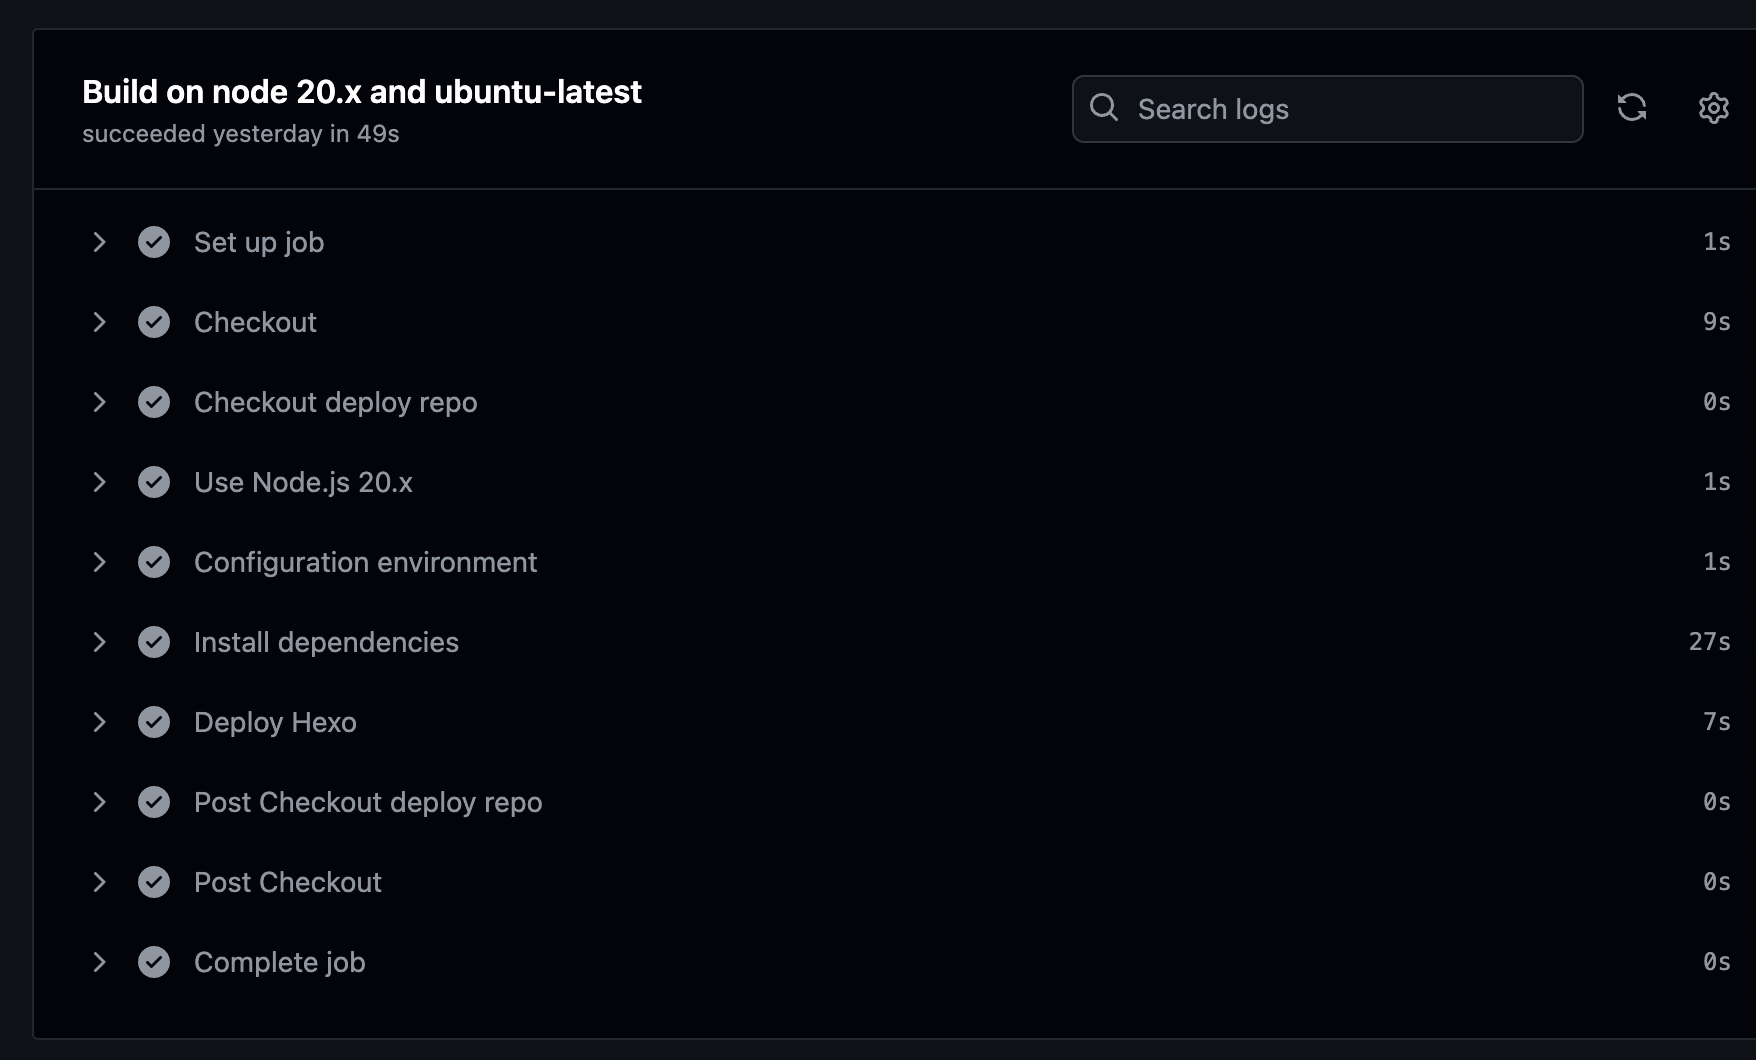 Build on node 20.x and ubuntu-latest
succeeded yesterday in 49s
Search logs
Set up job 1s
Checkout 9s
Checkout deploy repo 0s
Use Node.js 20.x 1s
Configuration environment 1s
Install dependencies 27s
Deploy Hexo 7s
Post Checkout deploy repo 0s
Post Checkout 0s
Complete job 0s